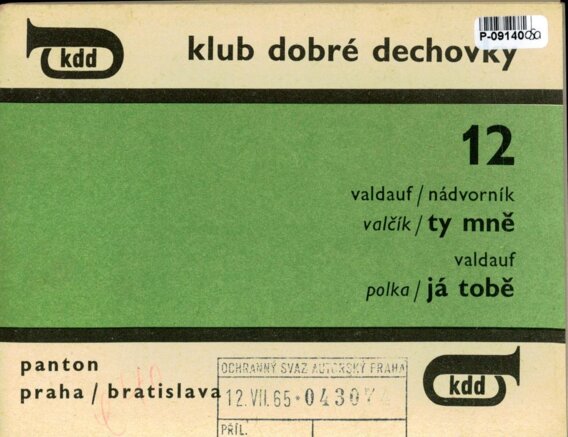 kdd
klub dobré dechovky
P-09140
12
valdauf / nádvorník
valčík / ty mně
valdauf
polka / já tobě
panton
praha / bratislava
OCHRANNÝ SVAZ AUTORSKÝ PRAHA
12. VII. 65 * 04307
PŘÍL.
kdd